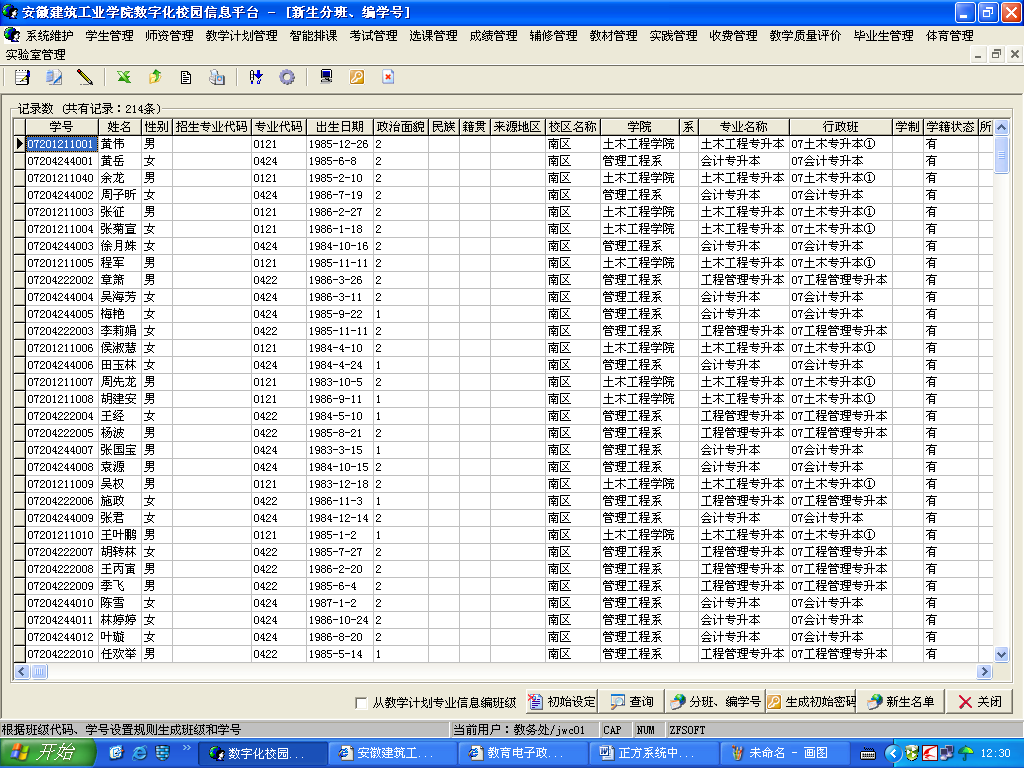 安徽建筑工业学院数字化校园信息平台 - [新生分班、编学号]
系统维护 学生管理 师资管理 教学计划管理 智能排课 考试管理 选课管理 成绩管理 辅修管理 教材管理 实践管理 收费管理 教学质量评价 毕业生管理 体育管理
实验室管理
记录数 (共有记录：214条)
学号 姓名 性别 招生专业代码 专业代码 出生日期 政治面貌 民族 籍贯 来源地区 校区名称 学院 系 专业名称 行政班 学制 学籍状态 所
07201211001 黄伟 男 0121 1985-12-26 2 南区 土木工程学院 土木工程专升本 07土木专升本① 有
07204244001 黄岳 女 0424 1985-6-8 2 南区 管理工程系 会计专升本 07会计专升本 有
07201211040 余龙 男 0121 1985-2-10 2 南区 土木工程学院 土木工程专升本 07土木专升本① 有
07204244002 周子昕 女 0424 1986-7-19 2 南区 管理工程系 会计专升本 07会计专升本 有
07201211003 张征 男 0121 1986-2-27 2 南区 土木工程学院 土木工程专升本 07土木专升本① 有
07201211004 张菊宣 女 0121 1986-1-18 2 南区 土木工程学院 土木工程专升本 07土木专升本① 有
07204244003 徐月姝 女 0424 1984-10-16 2 南区 管理工程系 会计专升本 07会计专升本 有
07201211005 程军 男 0121 1985-11-11 2 南区 土木工程学院 土木工程专升本 07土木专升本① 有
07204222002 章箫 男 0422 1986-3-26 2 南区 管理工程系 工程管理专升本 07工程管理专升本 有
07204244004 吴海芳 女 0424 1986-3-11 2 南区 管理工程系 会计专升本 07会计专升本 有
07204244005 梅艳 女 0424 1985-9-22 1 南区 管理工程系 会计专升本 07会计专升本 有
07204222003 李莉娟 女 0422 1985-11-11 2 南区 管理工程系 工程管理专升本 07工程管理专升本 有
07201211006 侯淑慧 女 0121 1984-4-10 2 南区 土木工程学院 土木工程专升本 07土木专升本① 有
07204244006 田玉林 女 0424 1984-4-24 1 南区 管理工程系 会计专升本 07会计专升本 有
07201211007 周先龙 男 0121 1983-10-5 2 南区 土木工程学院 土木工程专升本 07土木专升本① 有
07201211008 胡建安 男 0121 1986-9-11 1 南区 土木工程学院 土木工程专升本 07土木专升本① 有
07204222004 王经 女 0422 1984-5-10 1 南区 管理工程系 工程管理专升本 07工程管理专升本 有
07204222005 杨波 男 0422 1985-8-21 2 南区 管理工程系 工程管理专升本 07工程管理专升本 有
07204244007 张国宝 男 0424 1983-3-15 1 南区 管理工程系 会计专升本 07会计专升本 有
07204244008 袁源 男 0424 1984-10-15 2 南区 管理工程系 会计专升本 07会计专升本 有
07201211009 吴权 男 0121 1983-12-18 2 南区 土木工程学院 土木工程专升本 07土木专升本① 有
07204222006 施政 女 0422 1986-11-3 1 南区 管理工程系 工程管理专升本 07工程管理专升本 有
07204244009 张君 女 0424 1984-12-14 2 南区 管理工程系 会计专升本 07会计专升本 有
07201211010 王叶鹏 男 0121 1985-1-2 1 南区 土木工程学院 土木工程专升本 07土木专升本① 有
07204222007 胡转林 女 0422 1985-7-27 2 南区 管理工程系 工程管理专升本 07工程管理专升本 有
07204222008 王丙寅 男 0422 1986-2-20 2 南区 管理工程系 工程管理专升本 07工程管理专升本 有
07204222009 季飞 男 0422 1985-6-4 2 南区 管理工程系 工程管理专升本 07工程管理专升本 有
07204244010 陈雪 女 0424 1987-1-2 2 南区 管理工程系 会计专升本 07会计专升本 有
07204244011 林婷婷 女 0424 1986-10-24 2 南区 管理工程系 会计专升本 07会计专升本 有
07204244012 叶璇 女 0424 1986-8-20 2 南区 管理工程系 会计专升本 07会计专升本 有
07204222010 任欢举 男 0422 1985-5-14 1 南区 管理工程系 工程管理专升本 07工程管理专升本 有
从教学计划专业信息编班级 初始设定 查询 分班、编学号 生成初始密码 新生名单 关闭
根据班级代码、学号设置规则生成班级和学号 当前用户：教务处/jwc01 CAP NUM ZFSOFT
开始 数字化校园... 安徽建筑工... 教育电子政... 正方系统中... 未命名 - 画图 12:30